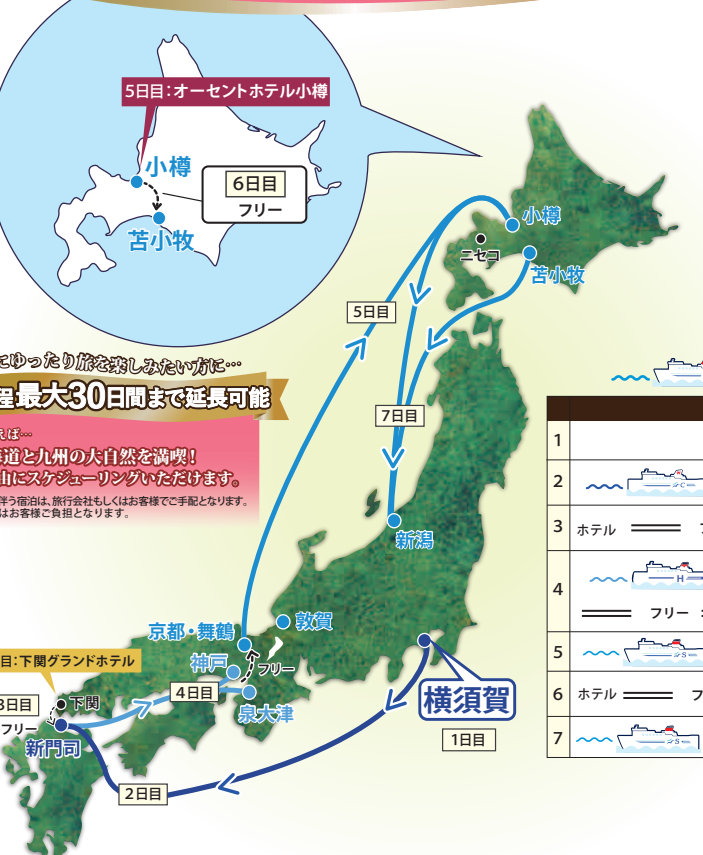 5日目：オーセントホテル小樽
小樽
6日目
フリー
苫小牧
小樽
ニセコ
苫小牧
5日目
にゆったり旅を楽しみたい方に…
程最大30日間まで延長可能
えば…
海道と九州の大自然を満喫！
由にスケジューリングいただけます。
伴う宿泊は、旅行会社もしくはお客様でご手配となります。
はお客様ご負担となります。
7日目
新潟
敦賀
京都・舞鶴
神戸
フリー
目：下関グランドホテル
4日目
泉大津
3日目
フリー
下関
新門司
横須賀
1日目
2日目
1
2
3 ホテル
4
H
フリー
5
6 ホテル フ
7